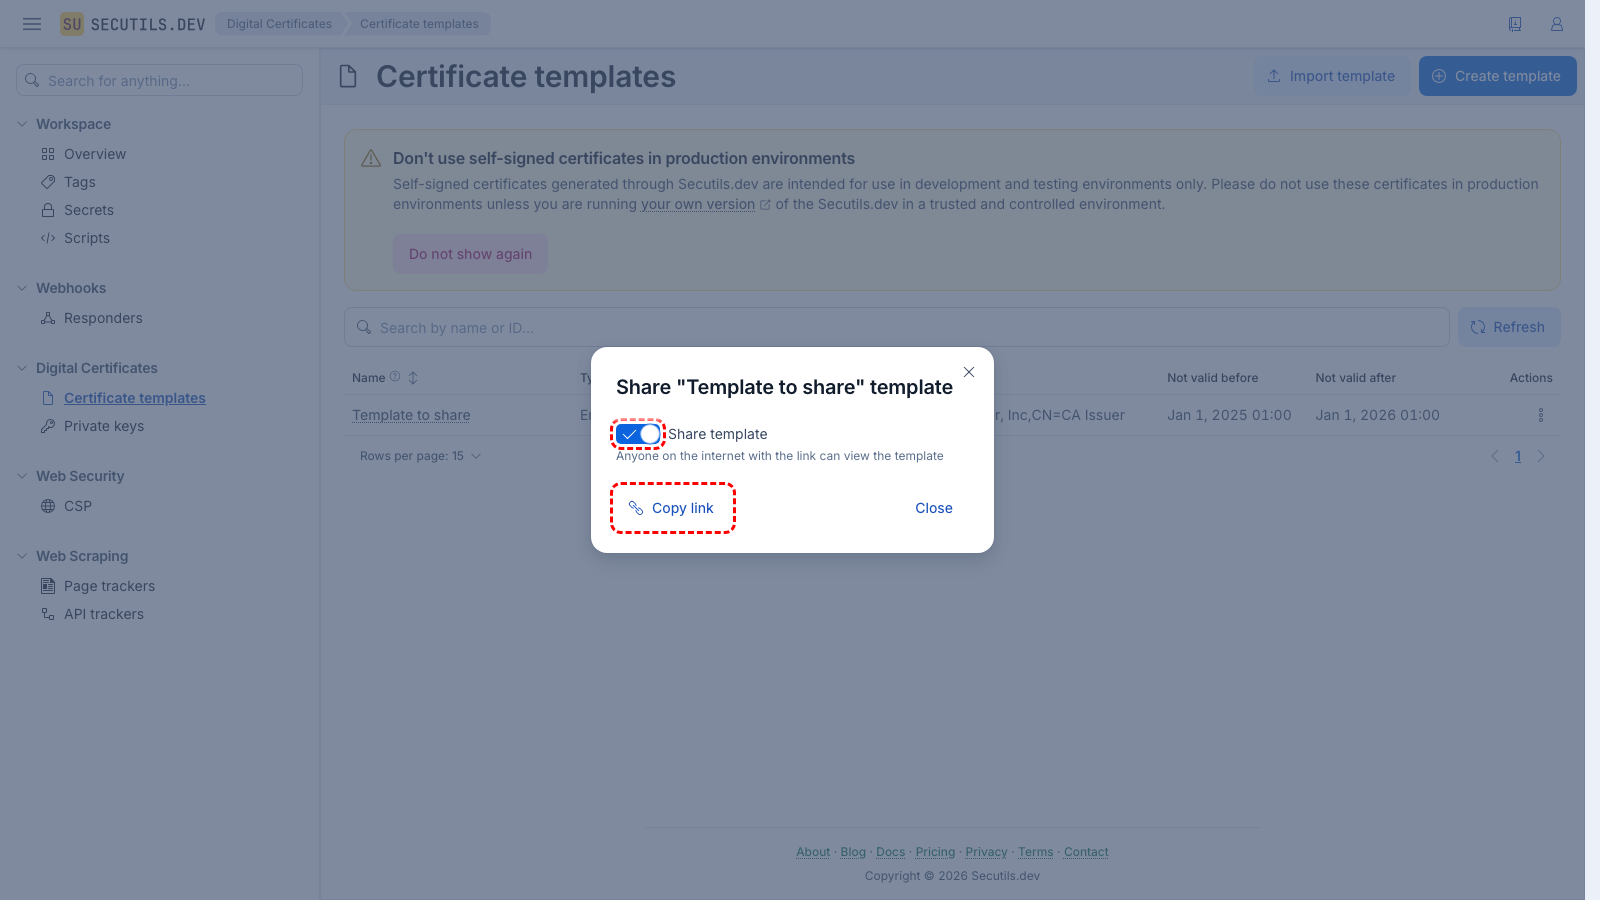 SU SECUTILS.DEV
Digital Certificates
Certificate templates
Search for anything...
Workspace
Overview
Tags
Secrets
Scripts
Webhooks
Responders
Digital Certificates
Certificate templates
Private keys
Web Security
CSP
Web Scraping
Page trackers
API trackers
Certificate templates
Import template
Create template
Don't use self-signed certificates in production environments
Self-signed certificates generated through Secutils.dev are intended for use in development and testing environments only. Please do not use these certificates in production
environments unless you are running your own version of the Secutils.dev in a trusted and controlled environment.
Do not show again
Search by name or ID...
Refresh
Name
Not valid before
Not valid after
Actions
Template to share
r, Inc,CN=CA Issuer
Jan 1, 2025 01:00
Jan 1, 2026 01:00
Rows per page: 15
1
Share "Template to share" template
Share template
Anyone on the internet with the link can view the template
Copy link
Close
About · Blog · Docs · Pricing · Privacy · Terms · Contact
Copyright © 2026 Secutils.dev